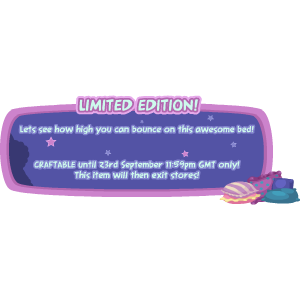 LIMITED EDITION!
Lets see how high you can bounce on this awesome bed!
CRAFTABLE until 23rd September 11:59pm GMT only!
This item will then exit stores!